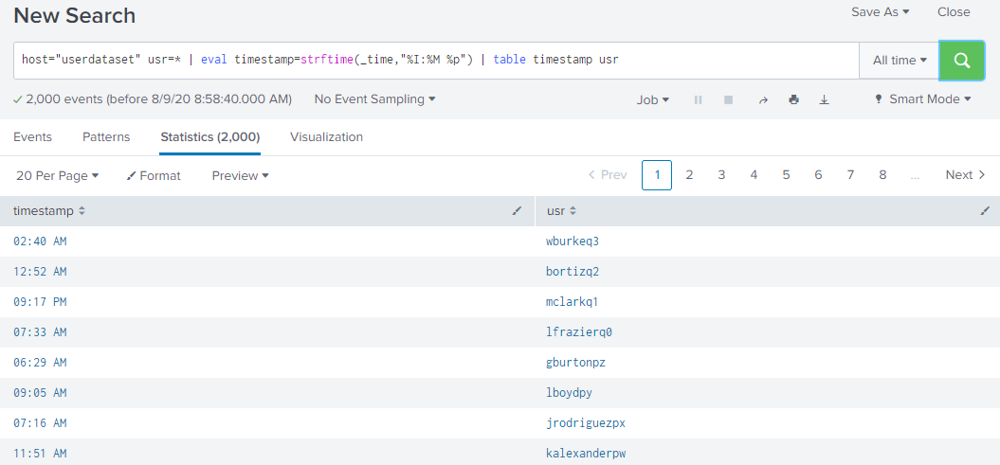 New Search
Save As Close
host="userdataset" usr=* | eval timestamp=strftime(_time,"%I:%M %p") | table timestamp usr
All time
2,000 events (before 8/9/20 8:58:40.000 AM) No Event Sampling Job Smart Mode
Events Patterns Statistics (2,000) Visualization
20 Per Page Format Preview < Prev 1 2 3 4 5 6 7 8 ... Next >
timestamp usr
02:40 AM wburkeq3
12:52 AM bortizq2
09:17 PM mclarkq1
07:33 AM lfrazierq0
06:29 AM gburtonpz
09:05 AM lboydpy
07:16 AM jrodriguezpx
11:51 AM kalexanderpw